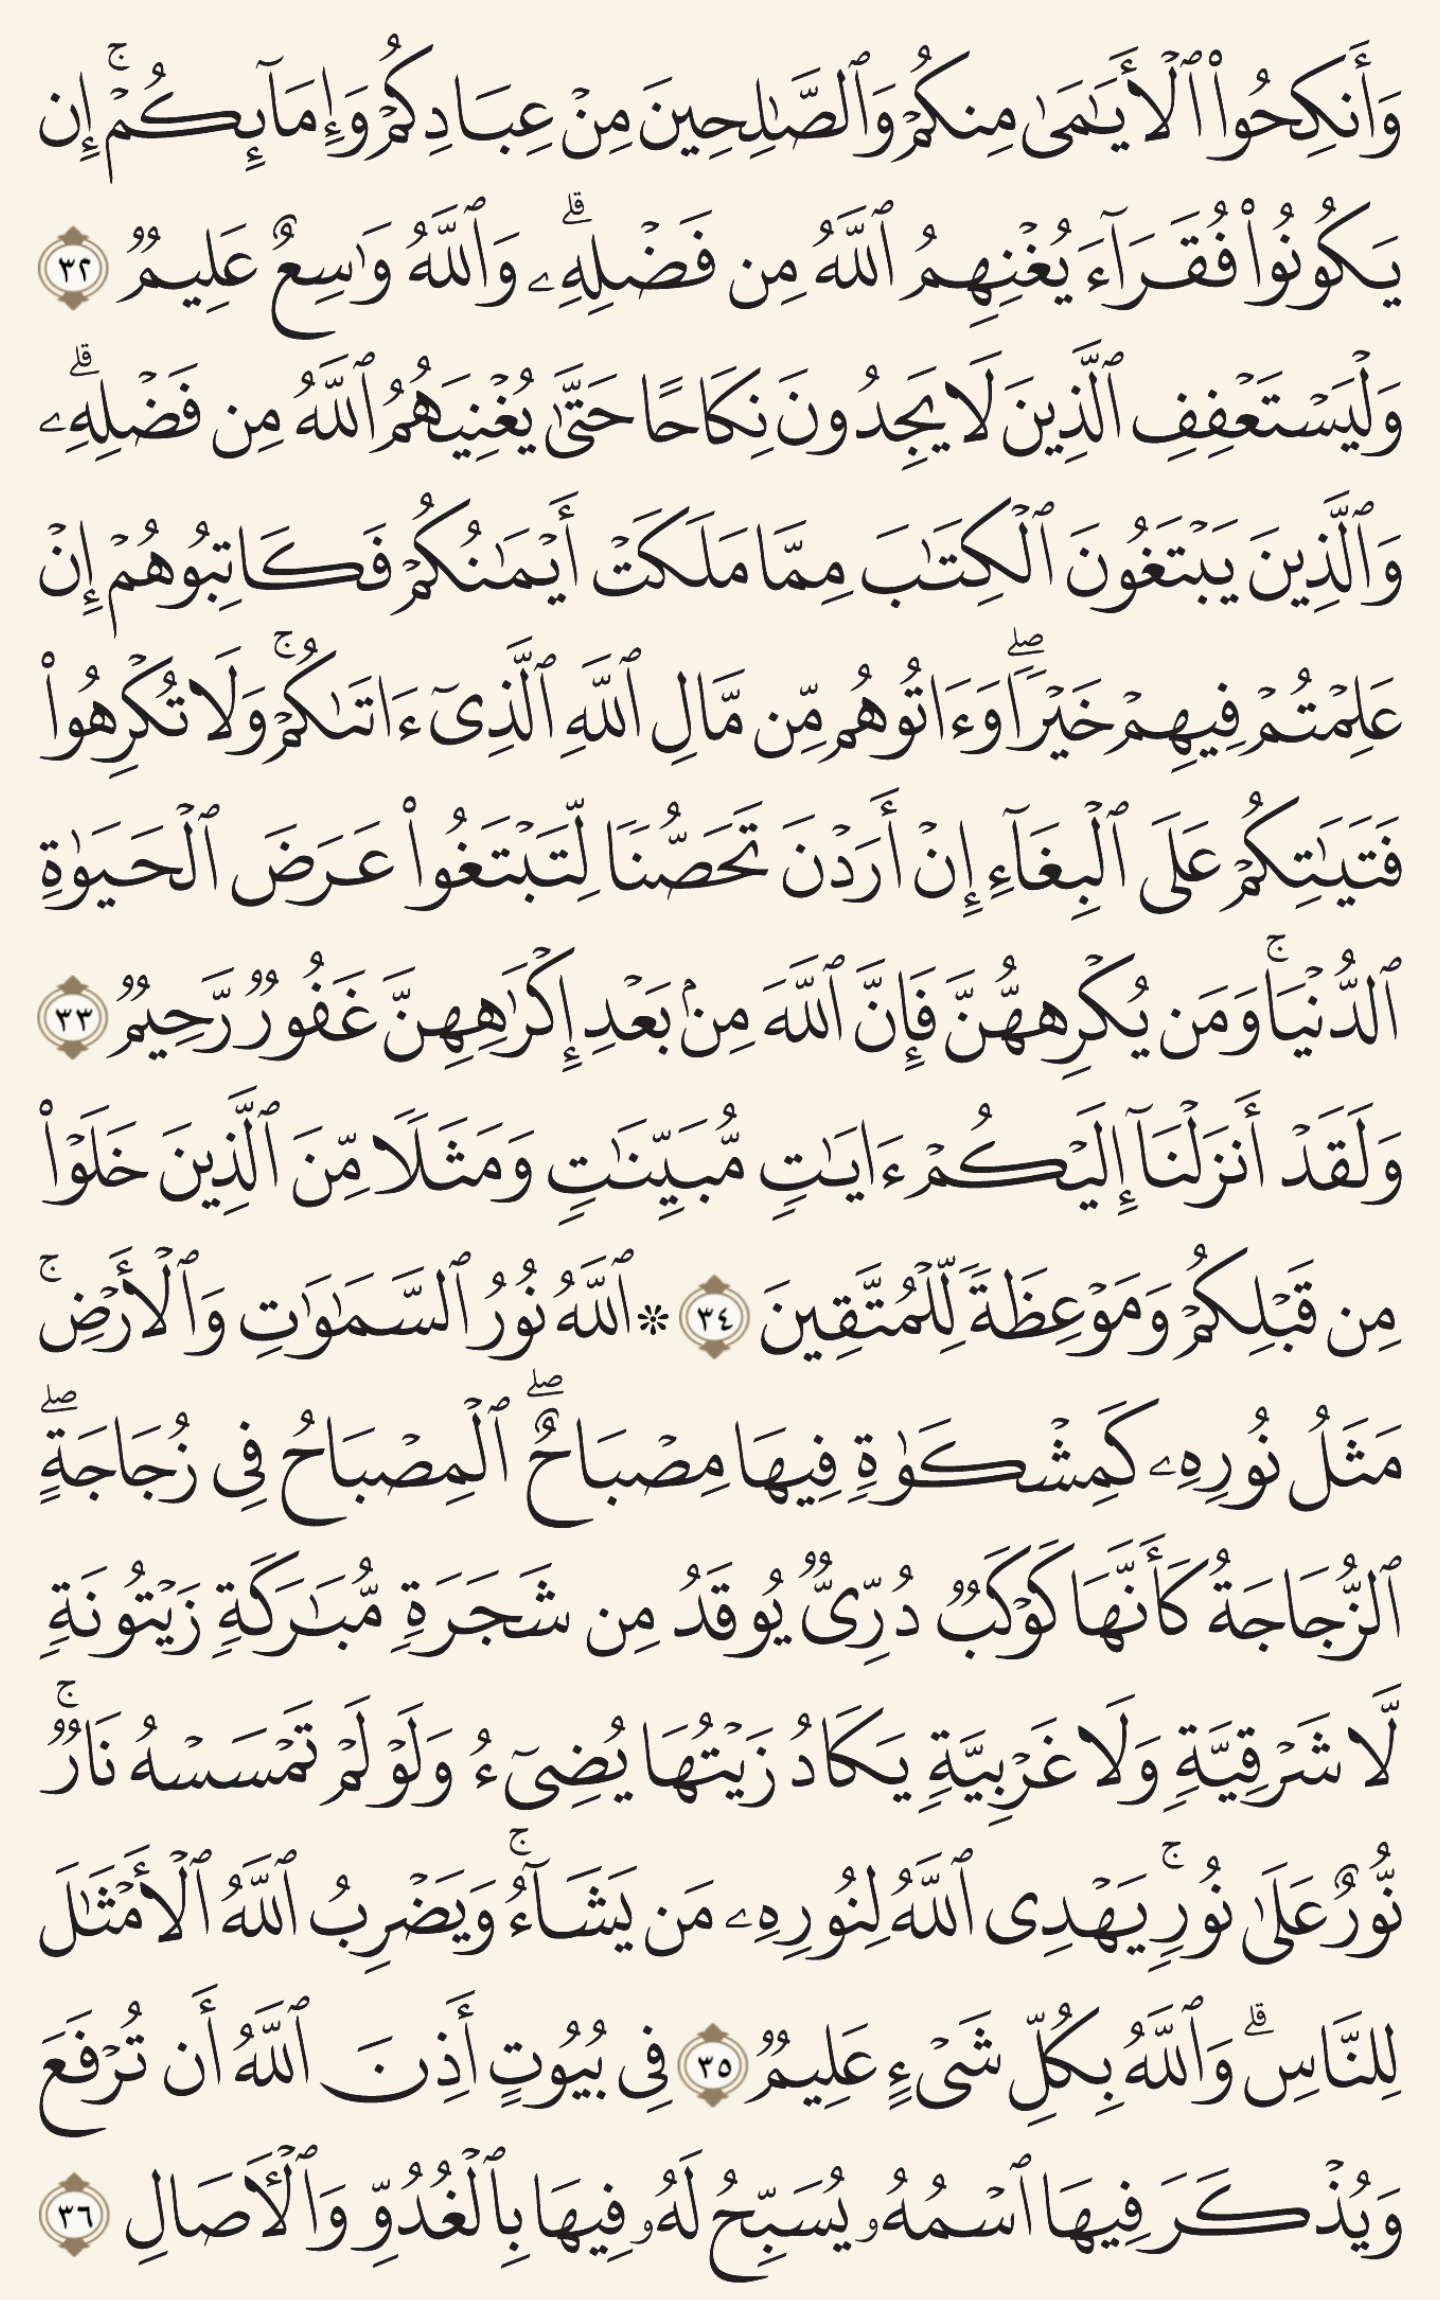 وَأَنكِحُوا۟ ٱلْأَيَـٰمَىٰ مِنكُمْ وَٱلصَّـٰلِحِينَ مِنْ عِبَادِكُمْ وَإِمَآئِكُمْ ۚ إِن
يَكُونُوا۟ فُقَرَآءَ يُغْنِهِمُ ٱللَّهُ مِن فَضْلِهِۦ ۗ وَٱللَّهُ وَٰسِعٌ عَلِيمٌ ٣٢
وَلْيَسْتَعْفِفِ ٱلَّذِينَ لَا يَجِدُونَ نِكَاحًا حَتَّىٰ يُغْنِيَهُمُ ٱللَّهُ مِن فَضْلِهِۦ ۗ
وَٱلَّذِينَ يَبْتَغُونَ ٱلْكِتَـٰبَ مِمَّا مَلَكَتْ أَيْمَـٰنُكُمْ فَكَاتِبُوهُمْ إِنْ
عَلِمْتُمْ فِيهِمْ خَيْرًا ۖ وَءَاتُوهُم مِّن مَّالِ ٱللَّهِ ٱلَّذِىٓ ءَاتَىٰكُمْ ۚ وَلَا تُكْرِهُوا۟
فَتَيَـٰتِكُمْ عَلَى ٱلْبِغَآءِ إِنْ أَرَدْنَ تَحَصُّنًا لِّتَبْتَغُوا۟ عَرَضَ ٱلْحَيَوٰةِ
ٱلدُّنْيَا ۚ وَمَن يُكْرِههُّنَّ فَإِنَّ ٱللَّهَ مِنۢ بَعْدِ إِكْرَٰهِهِنَّ غَفُورٌ رَّحِيمٌ ٣٣
وَلَقَدْ أَنزَلْنَآ إِلَيْكُمْ ءَايَـٰتٍ مُّبَيِّنَـٰتٍ وَمَثَلًا مِّنَ ٱلَّذِينَ خَلَوْا۟
مِن قَبْلِكُمْ وَمَوْعِظَةً لِّلْمُتَّقِينَ ٣٤ ۞ ٱللَّهُ نُورُ ٱلسَّمَـٰوَٰتِ وَٱلْأَرْضِ ۚ
مَثَلُ نُورِهِۦ كَمِشْكَوٰةٍ فِيهَا مِصْبَاحٌ ۖ ٱلْمِصْبَاحُ فِى زُجَاجَةٍ ۖ
ٱلزُّجَاجَةُ كَأَنَّهَا كَوْكَبٌ دُرِّىٌّ يُوقَدُ مِن شَجَرَةٍ مُّبَـٰرَكَةٍ زَيْتُونَةٍ
لَّا شَرْقِيَّةٍ وَلَا غَرْبِيَّةٍ يَكَادُ زَيْتُهَا يُضِىٓءُ وَلَوْ لَمْ تَمْسَسْهُ نَارٌ ۚ
نُّورٌ عَلَىٰ نُورٍ ۚ يَهْدِى ٱللَّهُ لِنُورِهِۦ مَن يَشَآءُ ۚ وَيَضْرِبُ ٱللَّهُ ٱلْأَمْثَـٰلَ
لِلنَّاسِ ۗ وَٱللَّهُ بِكُلِّ شَىْءٍ عَلِيمٌ ٣٥ فِى بُيُوتٍ أَذِنَ ٱللَّهُ أَن تُرْفَعَ
وَيُذْكَرَ فِيهَا ٱسْمُهُۥ يُسَبِّحُ لَهُۥ فِيهَا بِٱلْغُدُوِّ وَٱلْـَٔاصَالِ ٣٦